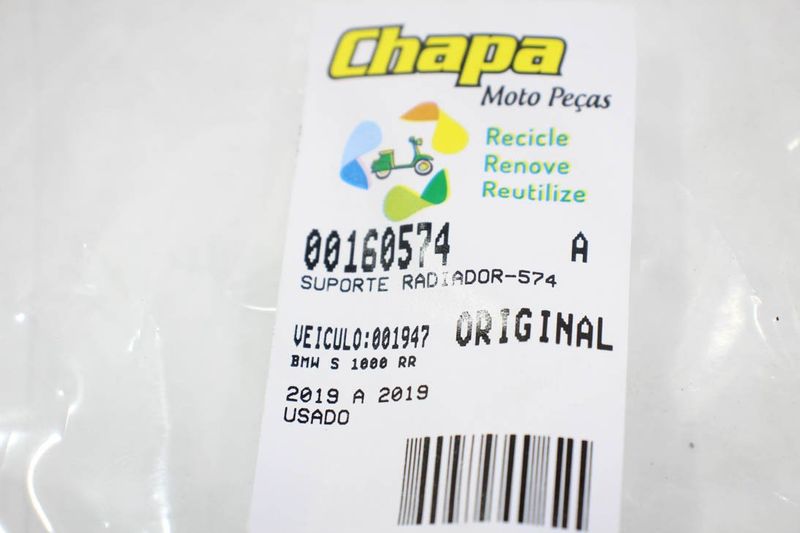 Chapa
Moto Peças
Recicle
Renove
Reutilize
00160574 A
SUPORTE RADIADOR-574
VEICULO:001947 ORIGINAL
BMW S 1000 RR
2019 A 2019
USADO